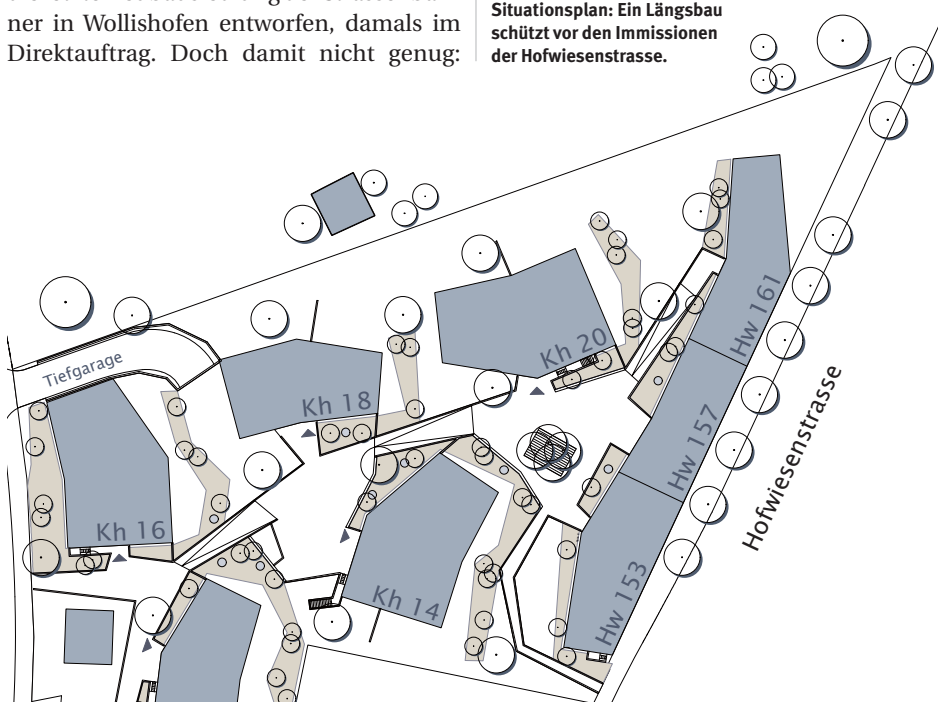 ner in Wollishofen entworfen, damals im
Direktauftrag. Doch damit nicht genug:
Situationsplan: Ein Längsbau
schützt vor den Immissionen
der Hofwiesenstrasse.
Tiefgarage
Kh 20
Hw 161
Kh 18
Hw 157
Hofwiesenstrasse
Kh 16
Kh 14
Hw 153